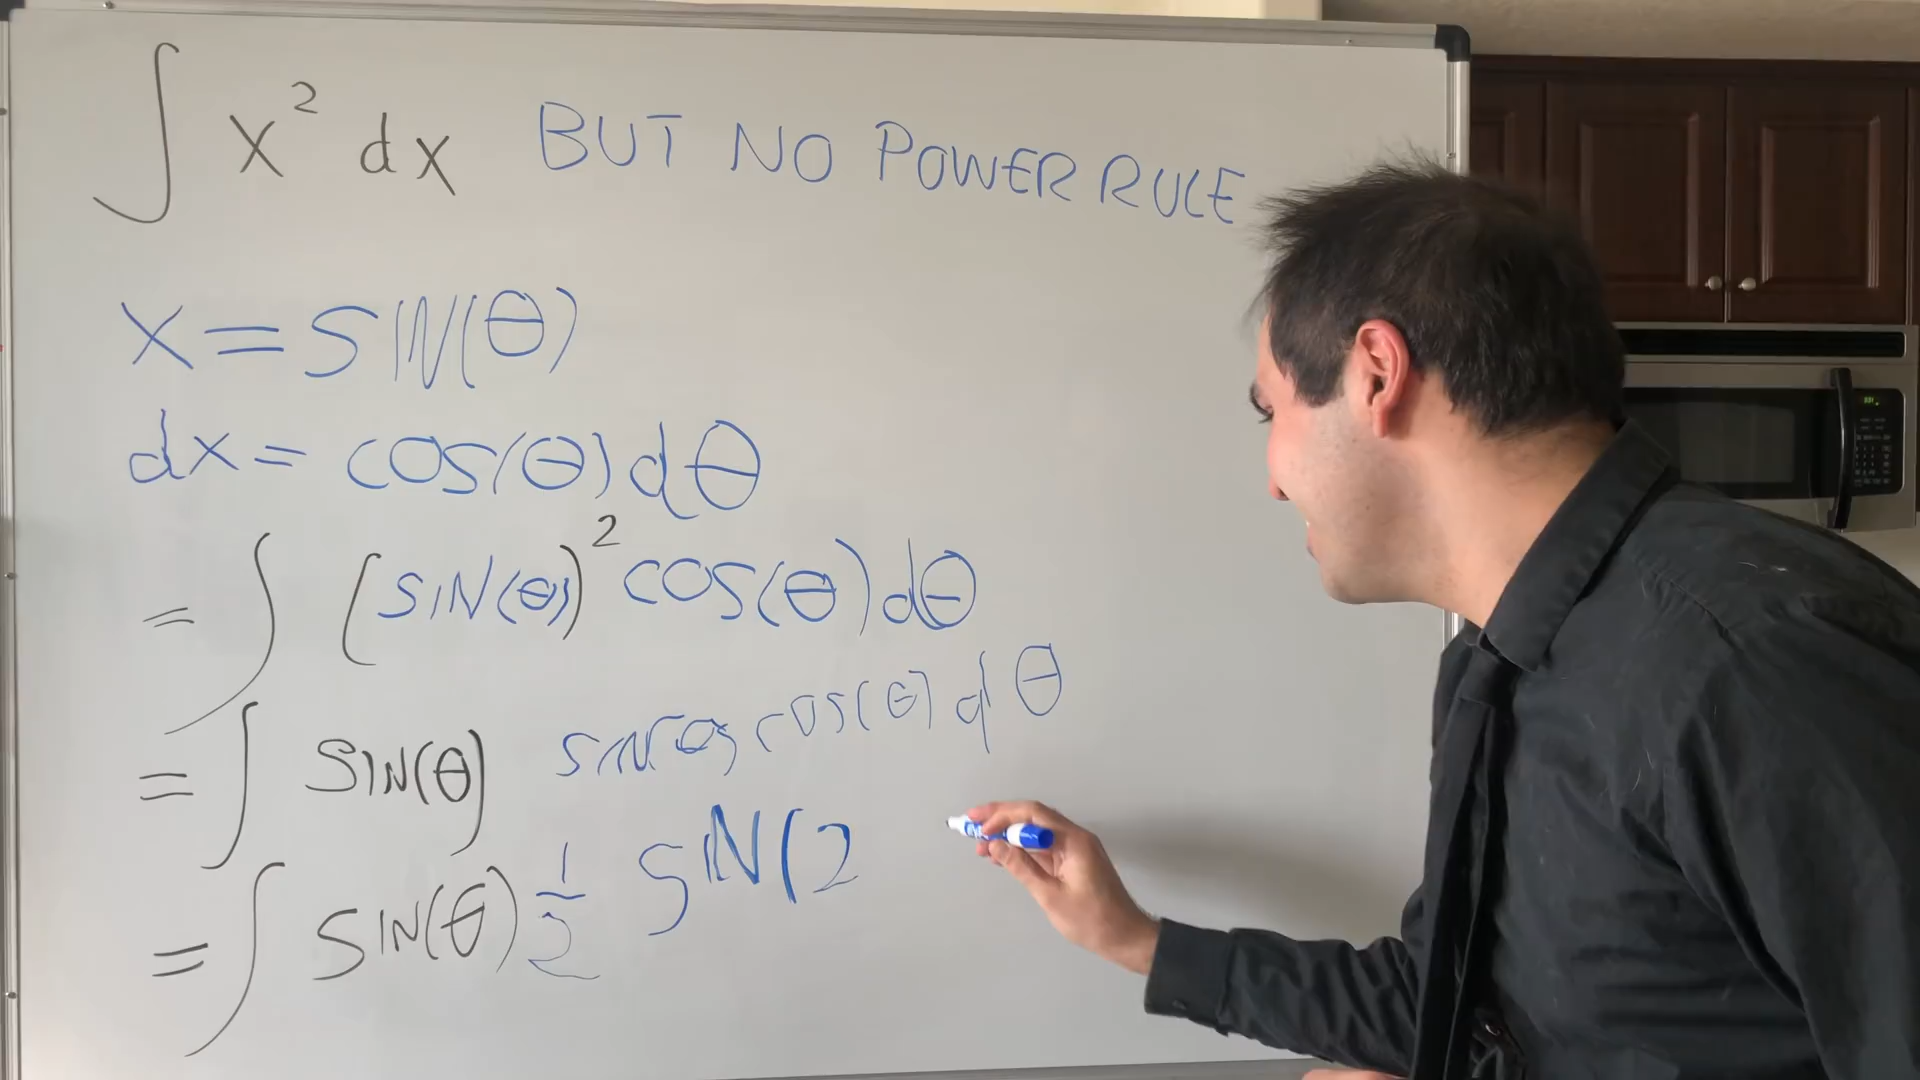 ∫ x² dx BUT NO POWER RULE
x = SIN(θ)
dx = cos(θ) dθ
= ∫ (SIN(θ))² cos(θ) dθ
= ∫ SIN(θ) SIN(θ) cos(θ) dθ
= ∫ SIN(θ) 1/2 SIN(2